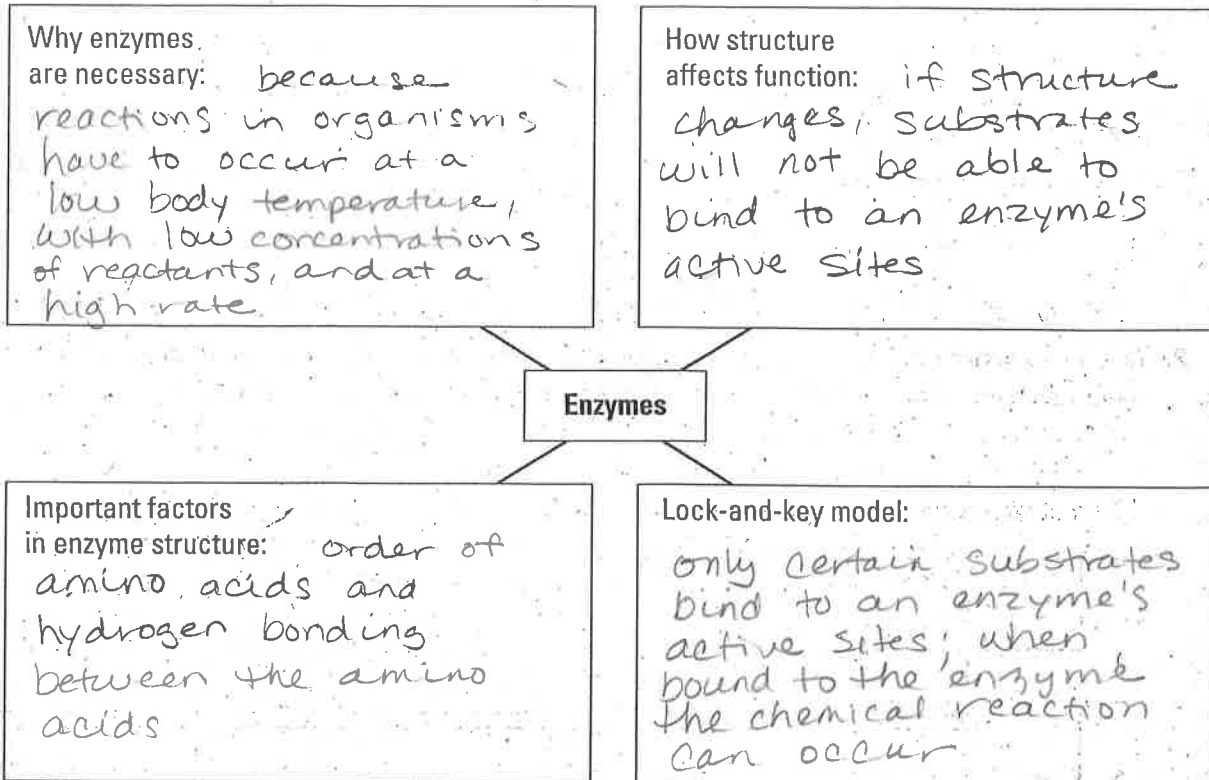 Why enzymes
are necessary: because
reactions in organisms
have to occur at a
low body temperature,
with low concentrations
of reactants, and at a
high rate
How structure
affects function: if structure
changes, substrates
will not be able to
bind to an enzyme's
active sites
Enzymes
Important factors
in enzyme structure: order of
amino acids and
hydrogen bonding
between the amino
acids
Lock-and-key model:
only certain substrates
bind to an enzyme's
active sites; when
bound to the enzyme
the chemical reaction
can occur